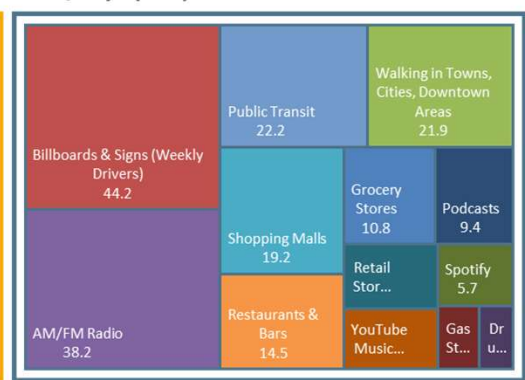 Billboards & Signs (Weekly
Drivers)
44.2
AM/FM Radio
38.2
Public Transit
22.2
Walking in Towns,
Cities, Downtown
Areas
21.9
Shopping Malls
19.2
Restaurants &
Bars
14.5
Grocery
Stores
10.8
Podcasts
9.4
Retail
Stor...
Spotify
5.7
YouTube
Music...
Gas
St...
Dr
u...